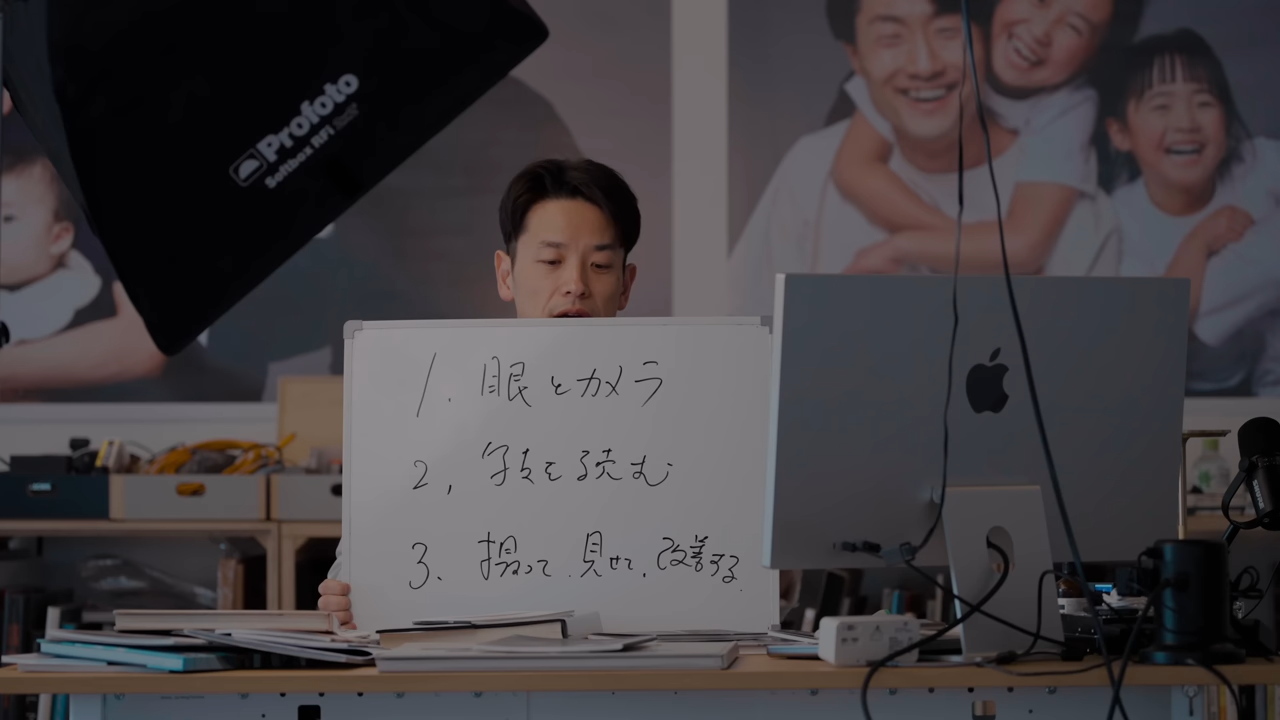 Profoto
Softbox RFi
1. 眼とカメラ
2, 写真を読む
3. 撮って、見せて、改善する